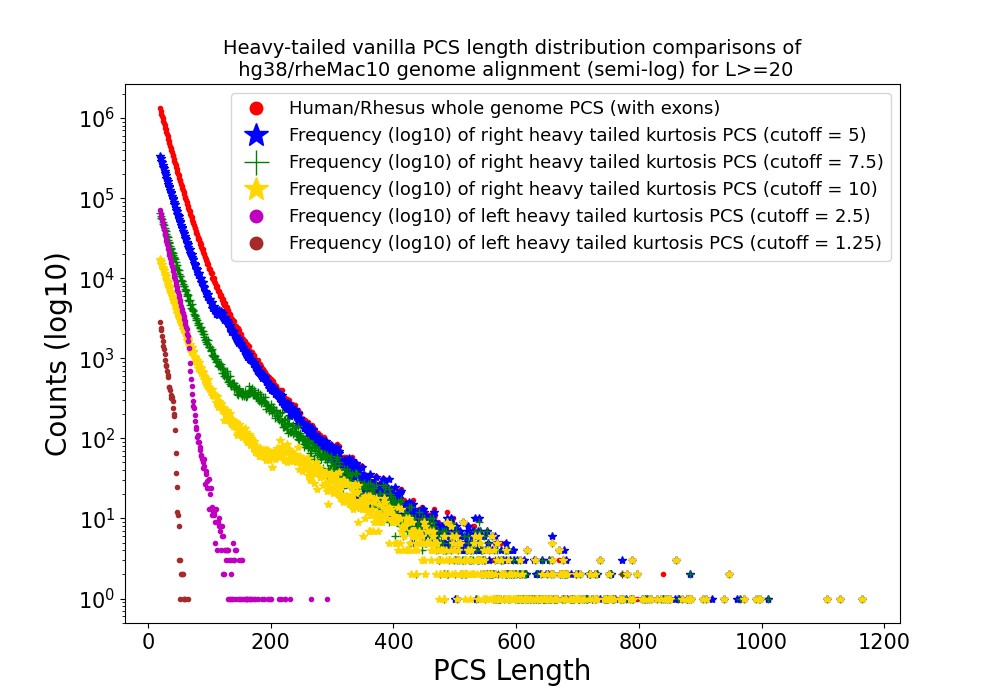 Heavy-tailed vanilla PCS length distribution comparisons of
hg38/rheMac10 genome alignment (semi-log) for L>=20
Human/Rhesus whole genome PCS (with exons)
Frequency (log10) of right heavy tailed kurtosis PCS (cutoff = 5)
Frequency (log10) of right heavy tailed kurtosis PCS (cutoff = 7.5)
Frequency (log10) of right heavy tailed kurtosis PCS (cutoff = 10)
Frequency (log10) of left heavy tailed kurtosis PCS (cutoff = 2.5)
Frequency (log10) of left heavy tailed kurtosis PCS (cutoff = 1.25)
Counts (log10)
10⁶
10⁵
10⁴
10³
10²
10¹
10⁰
0 200 400 600 800 1000 1200
PCS Length